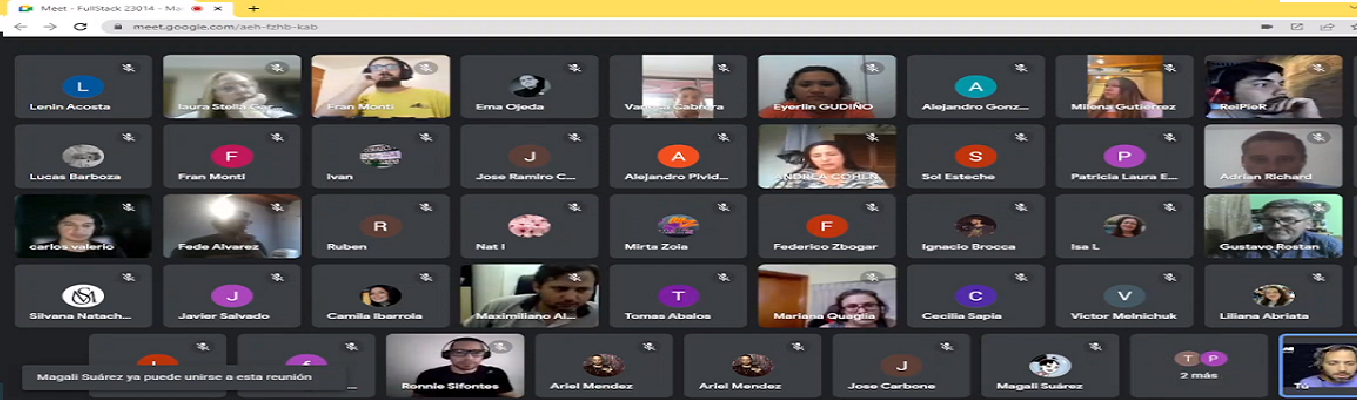 Meet - FullStack 23014 - Ma
meet.google.com/aeh-fzhb-kab
L
Lenin Acosta
laura Stella Gar...
Fran Monti
Ema Ojeda
Vanesa Cabrera
Eyerlin GUDIÑO
A
Alejandro Gonz...
Milena Gutierrez
ReiPieR
Lucas Barboza
F
Fran Monti
Ivan
J
Jose Ramiro C...
A
Alejandro Pivid...
ANDREA COHEN
S
Sol Esteche
P
Patricia Laura E...
Adrian Richard
carlos valerio
Fede Alvarez
R
Ruben
Nat I
Mirta Zoia
F
Federico Zbogar
Ignacio Brocca
Isa L
Gustavo Rostan
Silvana Natach...
J
Javier Salvado
Camila Ibarrola
Maximiliano Al...
T
Tomas Abalos
Mariana Quaglia
C
Cecilia Sapia
V
Victor Melnichuk
Liliana Abriata
Magali Suárez ya puede unirse a esta reunión
...
Ronnie Sifontes
Ariel Mendez
Ariel Mendez
J
Jose Carbone
Magali Suárez
T P
2 más
Tú